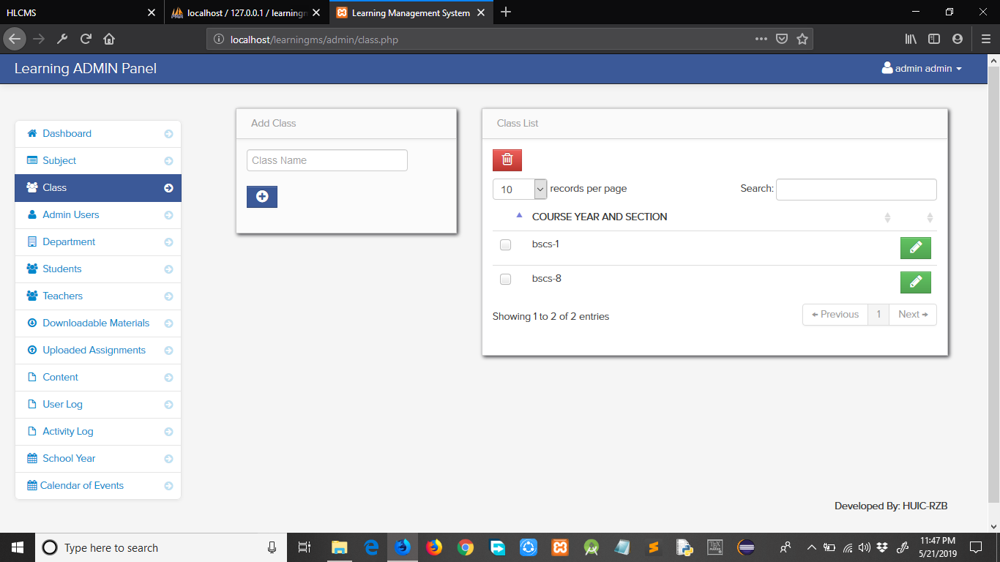 HLCMS
localhost / 127.0.0.1 / learningm
Learning Management System
localhost/learningms/admin/class.php
Learning ADMIN Panel
admin admin
Dashboard
Subject
Class
Admin Users
Department
Students
Teachers
Downloadable Materials
Uploaded Assignments
Content
User Log
Activity Log
School Year
Calendar of Events
Add Class
Class Name
Class List
10 records per page
Search:
COURSE YEAR AND SECTION
bscs-1
bscs-8
Showing 1 to 2 of 2 entries
← Previous 1 Next →
Developed By: HUIC-RZB
Type here to search
11:47 PM
5/21/2019